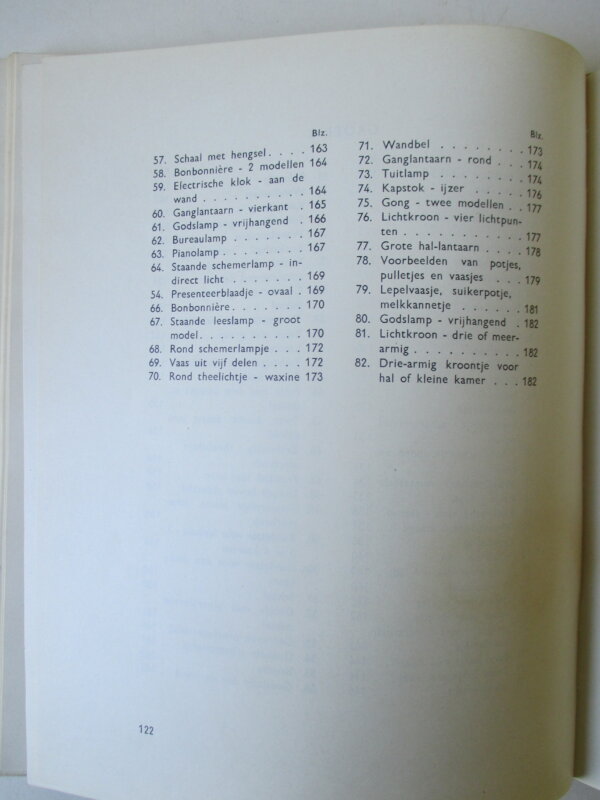 Blz.
57. Schaal met hengsel. . . . 163
58. Bonbonnière - 2 modellen 164
59. Electrische klok - aan de
wand . . . . . . . . . . 164
60. Ganglantaarn - vierkant . 165
61. Godslamp - vrijhangend . 166
62. Bureaulamp . . . . . . . 167
63. Pianolamp . . . . . . . . 167
64. Staande schemerlamp - in-
direct licht . . . . . . . 169
54. Presenteerblaadje - ovaal . 169
66. Bonbonnière. . . . . . . 170
67. Staande leeslamp - groot
model. . . . . . . . . . 170
68. Rond schemerlampje . . . 172
69. Vaas uit vijf delen . . . . 172
70. Rond theelichtje - waxine 173
Blz.
71. Wandbel . . . . . . . . 173
72. Ganglantaarn - rond . . . 174
73. Tuitlamp . . . . . . . . 174
74. Kapstok - ijzer . . . . . 176
75. Gong - twee modellen . . 177
76. Lichtkroon - vier lichtpun-
ten . . . . . . . . . . . 177
77. Grote hal-lantaarn . . . . 178
78. Voorbeelden van potjes,
pulletjes en vaasjes . . . 179
79. Lepelvaasje, suikerpotje,
melkkannetje . . . . . . 181
80. Godslamp - vrijhangend . 182
81. Lichtkroon - drie of meer-
armig . . . . . . . . . . 182
82. Drie-armig kroontje voor
hal of kleine kamer . . . 182
122